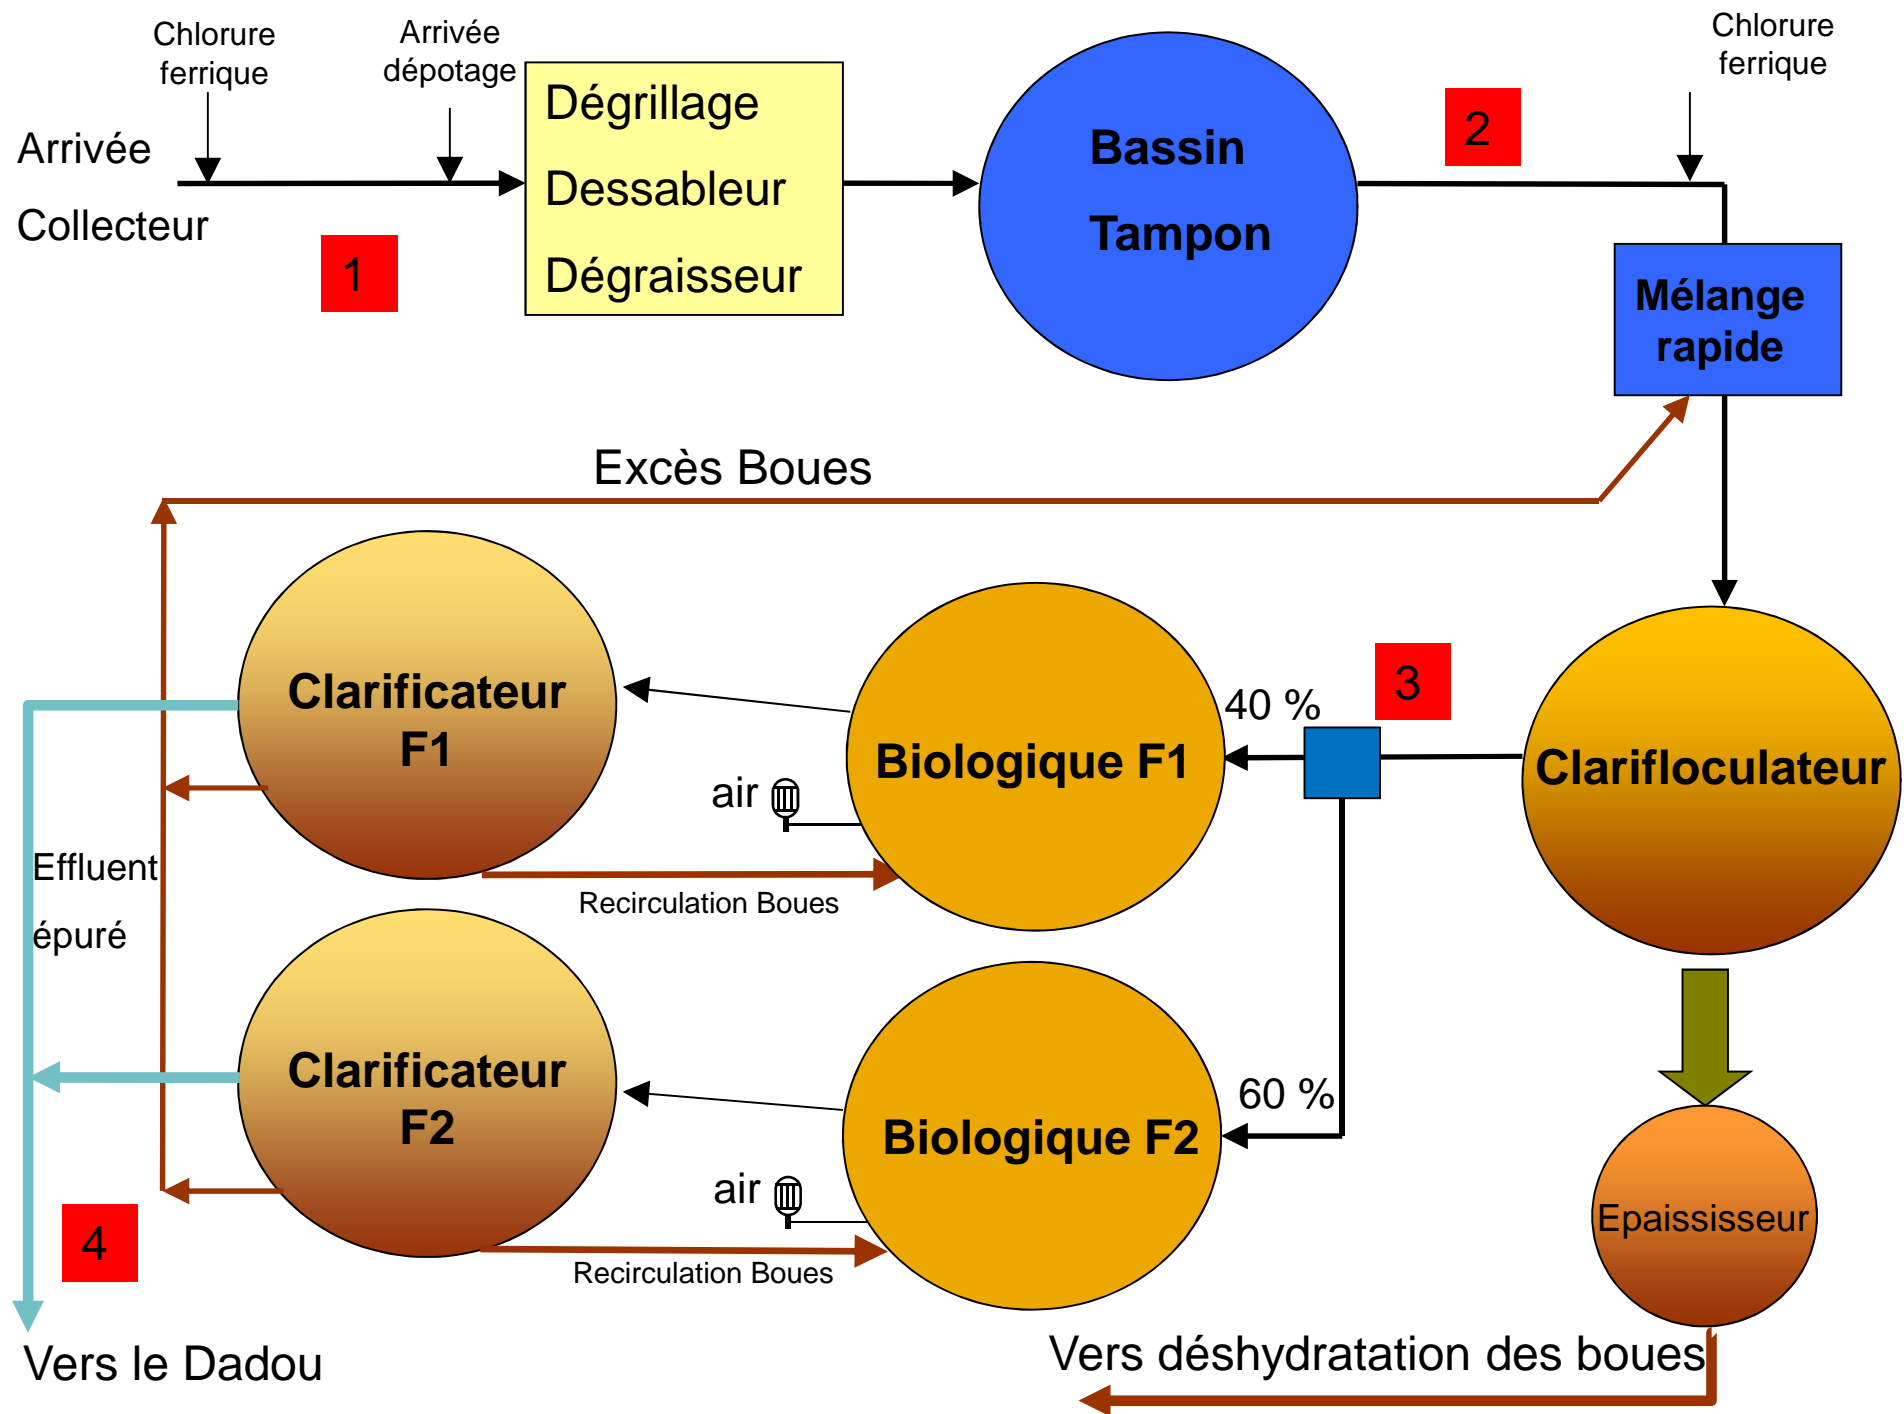 Chlorure
ferrique
Arrivée
dépotage
Chlorure
ferrique
Arrivée
Collecteur
1
Dégrillage
Dessableur
Dégraisseur
Bassin
Tampon
2
Mélange
rapide
Excès Boues
Clarificateur
F1
Biologique F1
40 %
3
Clarifloculateur
air
Recirculation Boues
Effluent
épuré
Clarificateur
F2
Biologique F2
60 %
air
Recirculation Boues
Epaississeur
4
Vers le Dadou
Vers déshydratation des boues